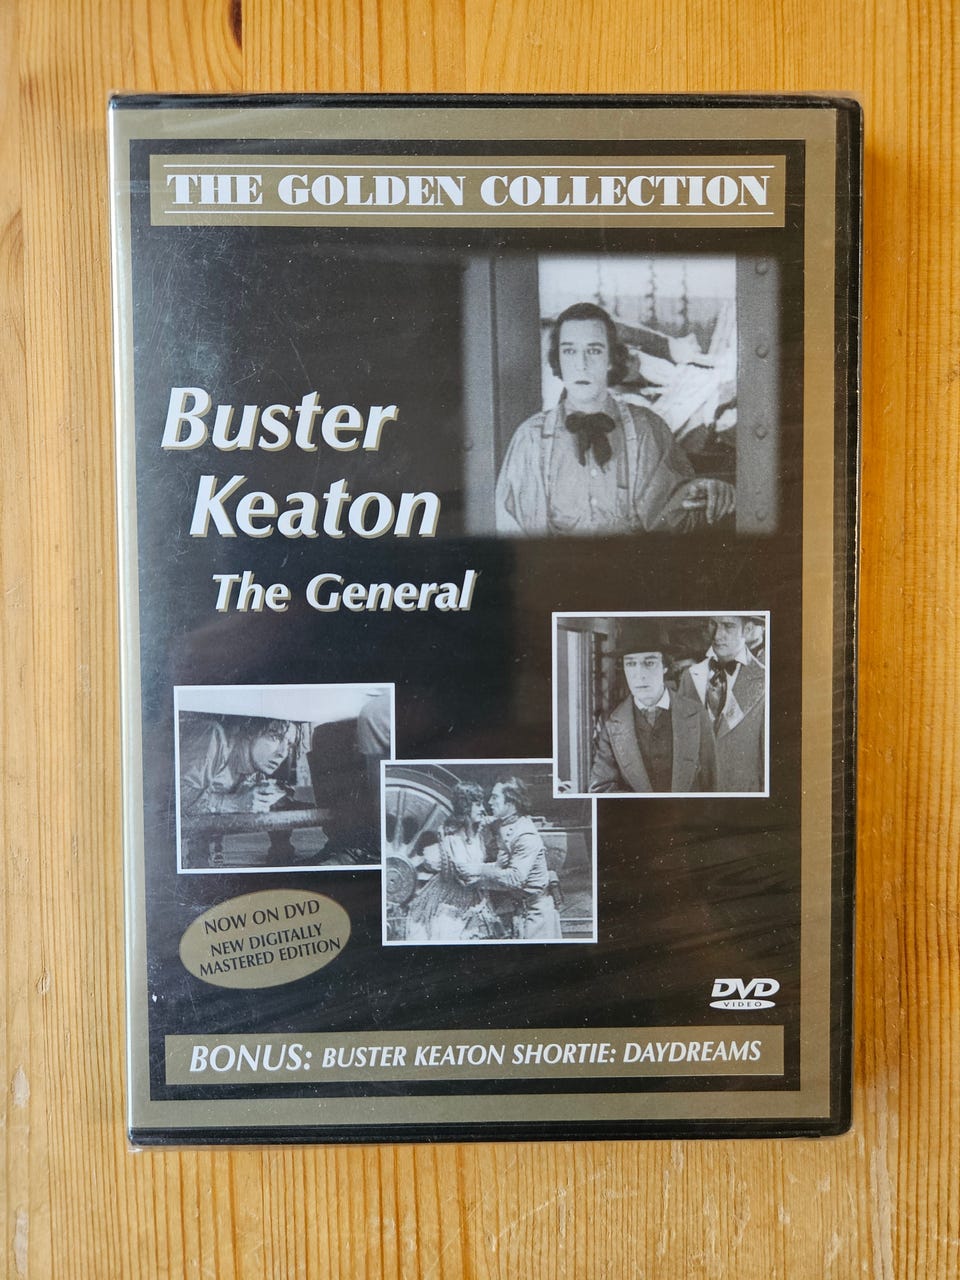 THE GOLDEN COLLECTION
Buster
Keaton
The General
NOW ON DVD
NEW DIGITALLY
MASTERED EDITION
DVD
VIDEO
BONUS: BUSTER KEATON SHORTIE: DAYDREAMS